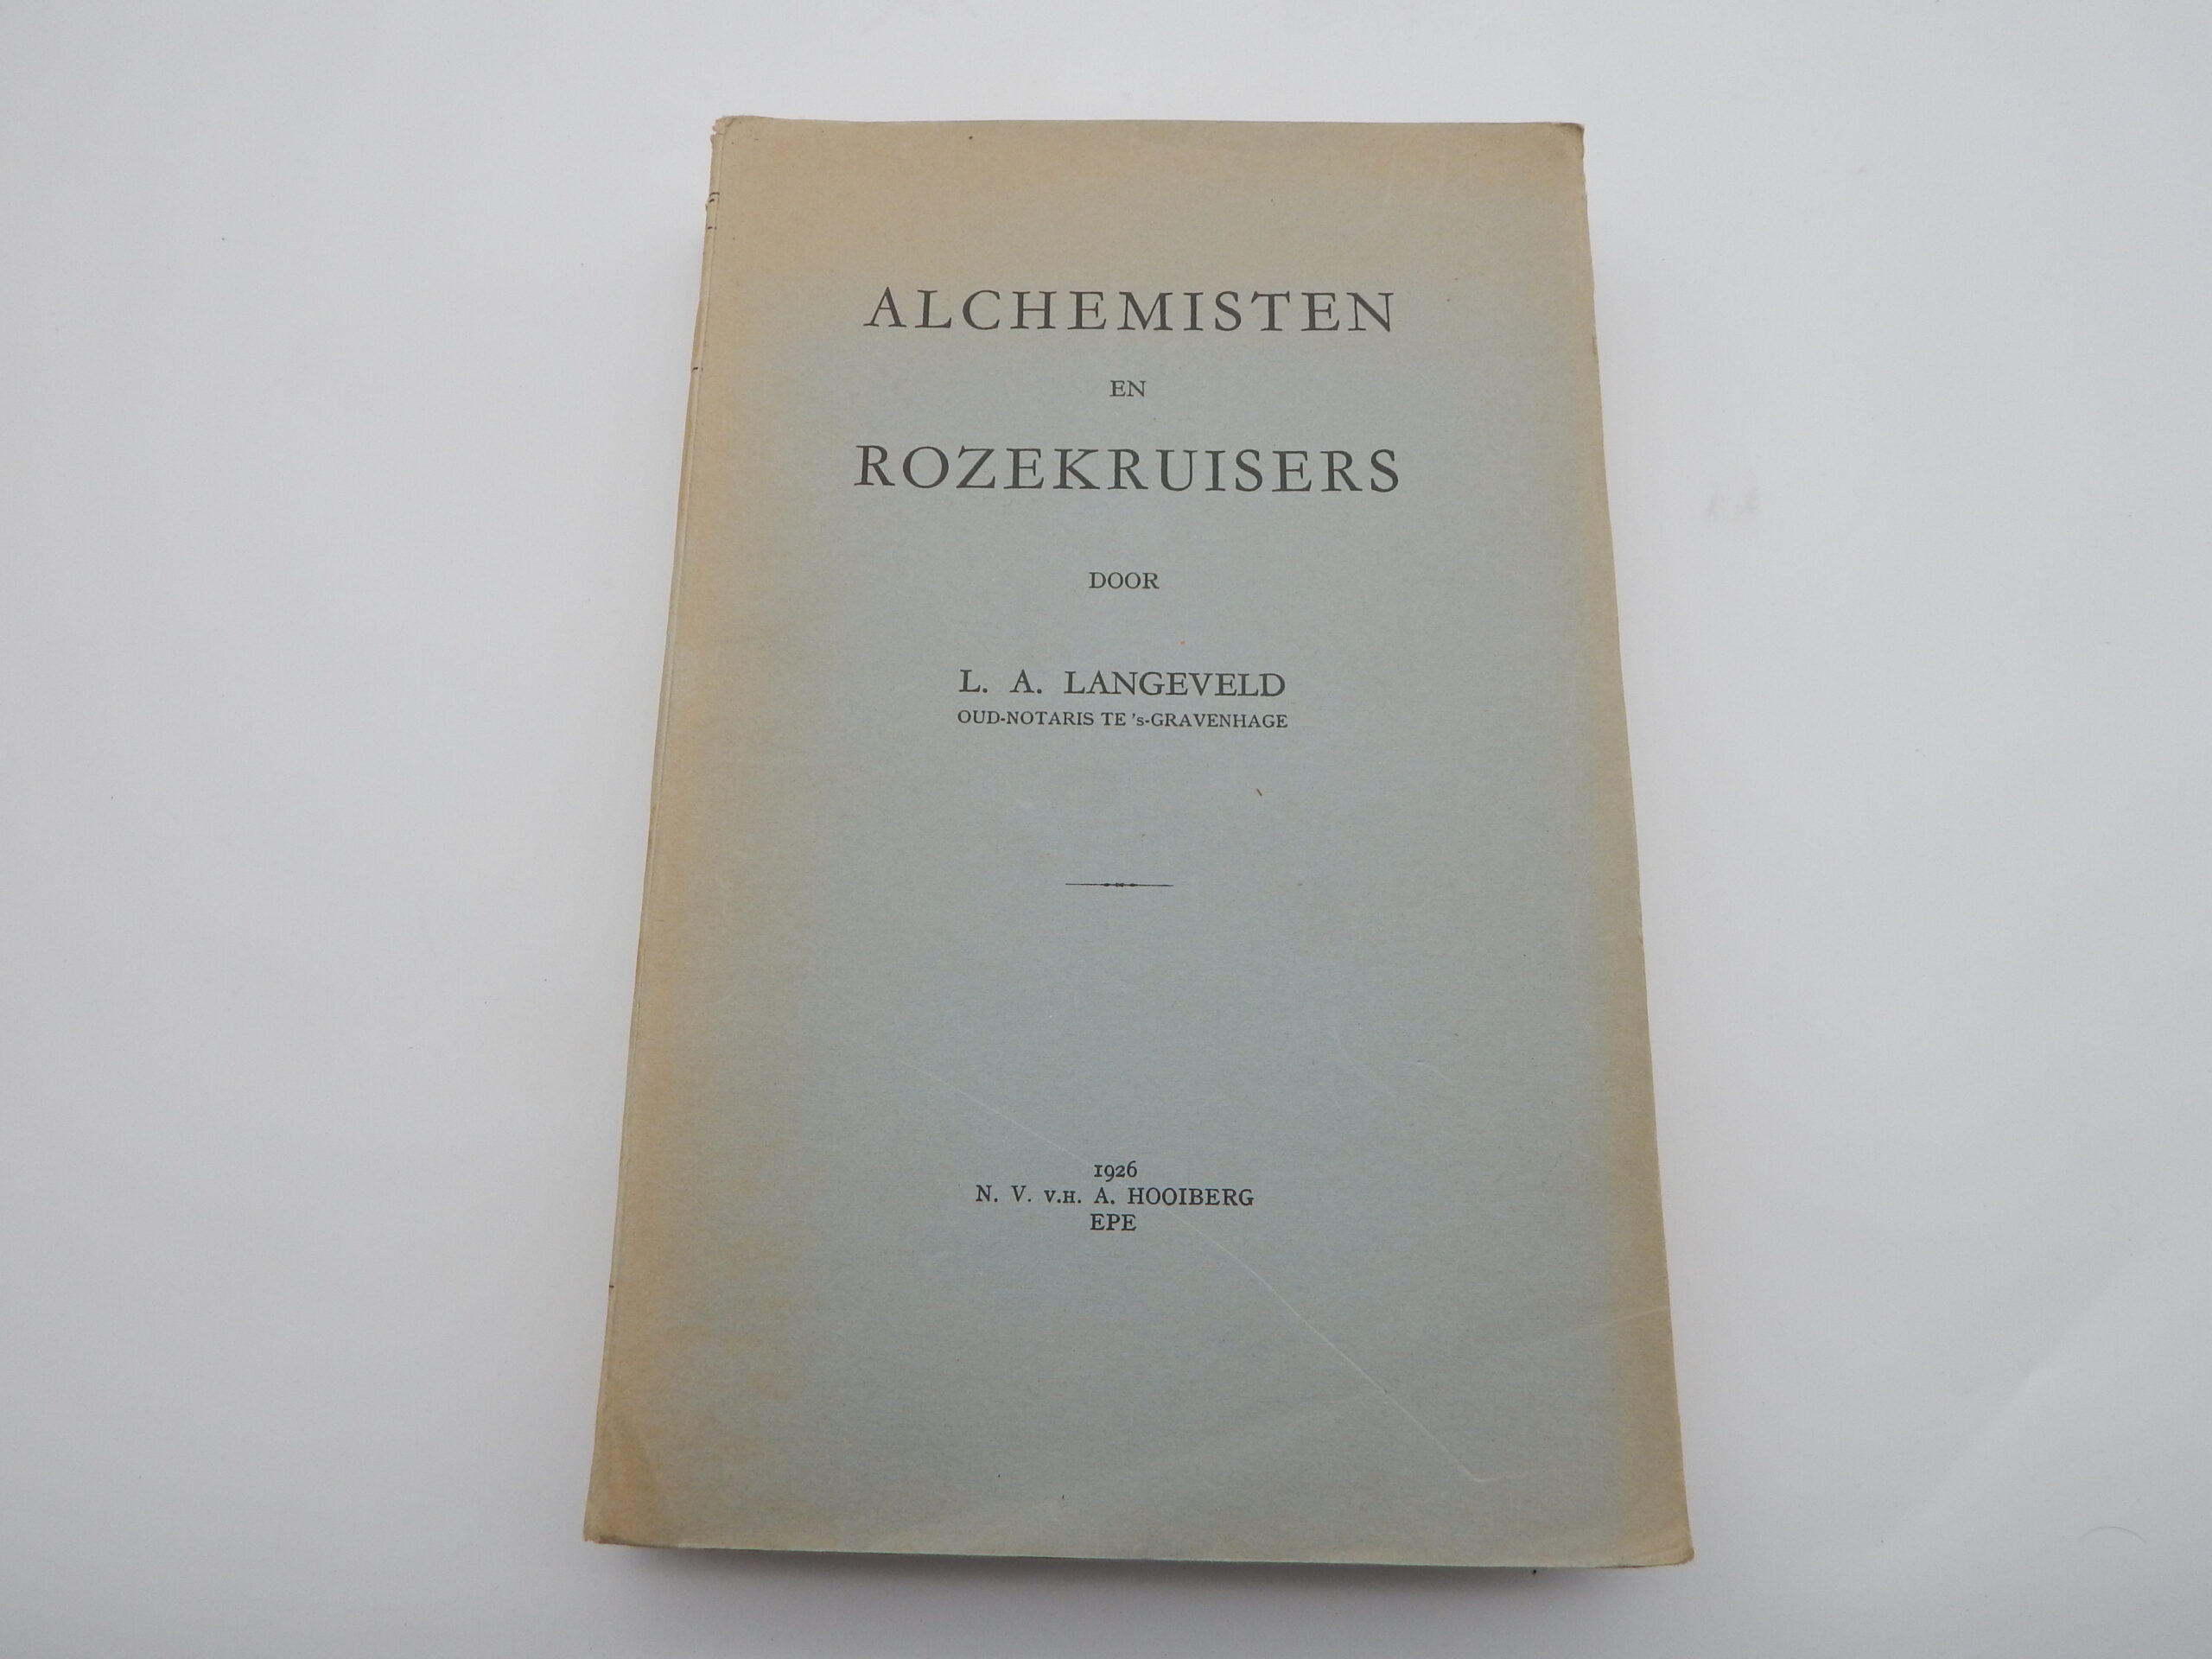 ALCHEMISTEN
EN
ROZEKRUISERS
DOOR
L. A. LANGEVELD
OUD-NOTARIS TE 's-GRAVENHAGE
1926
N. V. V.H. A. HOOIBERG
EPE